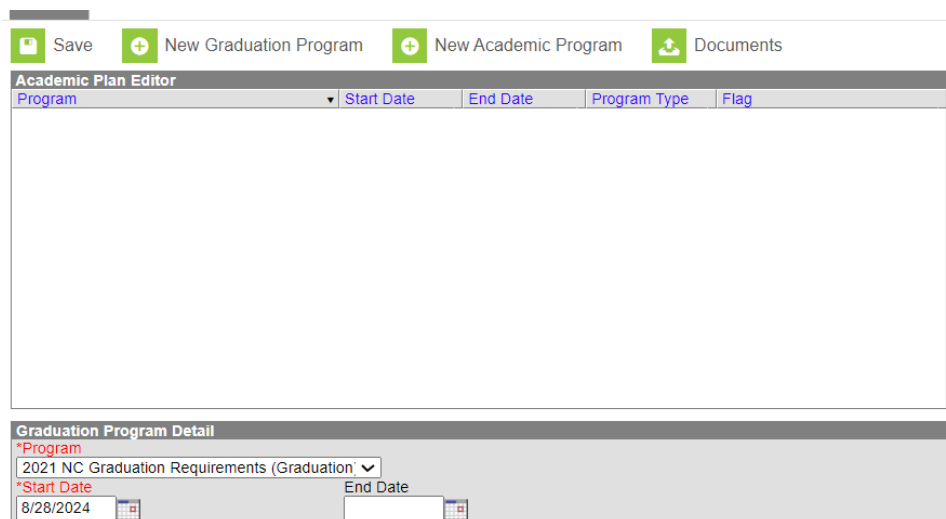 Save New Graduation Program New Academic Program Documents
Academic Plan Editor
Program Start Date End Date Program Type Flag
Graduation Program Detail
*Program
2021 NC Graduation Requirements (Graduation)
*Start Date End Date
8/28/2024